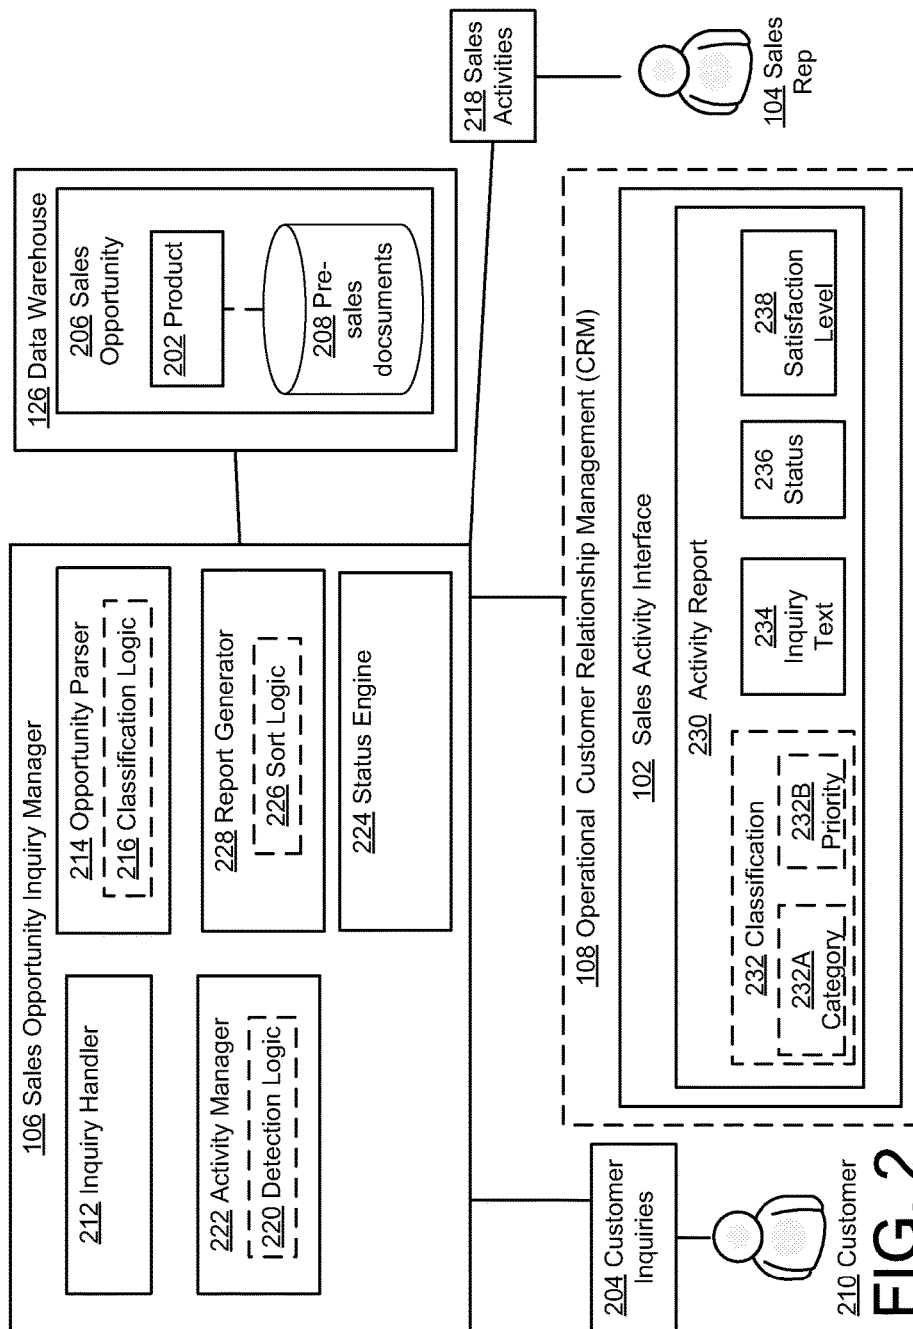 106 Sales Opportunity Inquiry Manager
212 Inquiry Handler
214 Opportunity Parser
216 Classification Logic
222 Activity Manager
220 Detection Logic
228 Report Generator
226 Sort Logic
224 Status Engine
126 Data Warehouse
206 Sales
Opportunity
202 Product
208 Pre-
sales
docsuments
218 Sales
Activities
104 Sales
Rep
204 Customer
Inquiries
210 Customer
108 Operational Customer Relationship Management (CRM)
102 Sales Activity Interface
230 Activity Report
232 Classification
232A
Category
232B
Priority
234
Inquiry
Text
236
Status
238
Satisfaction
Level
FIG. 2